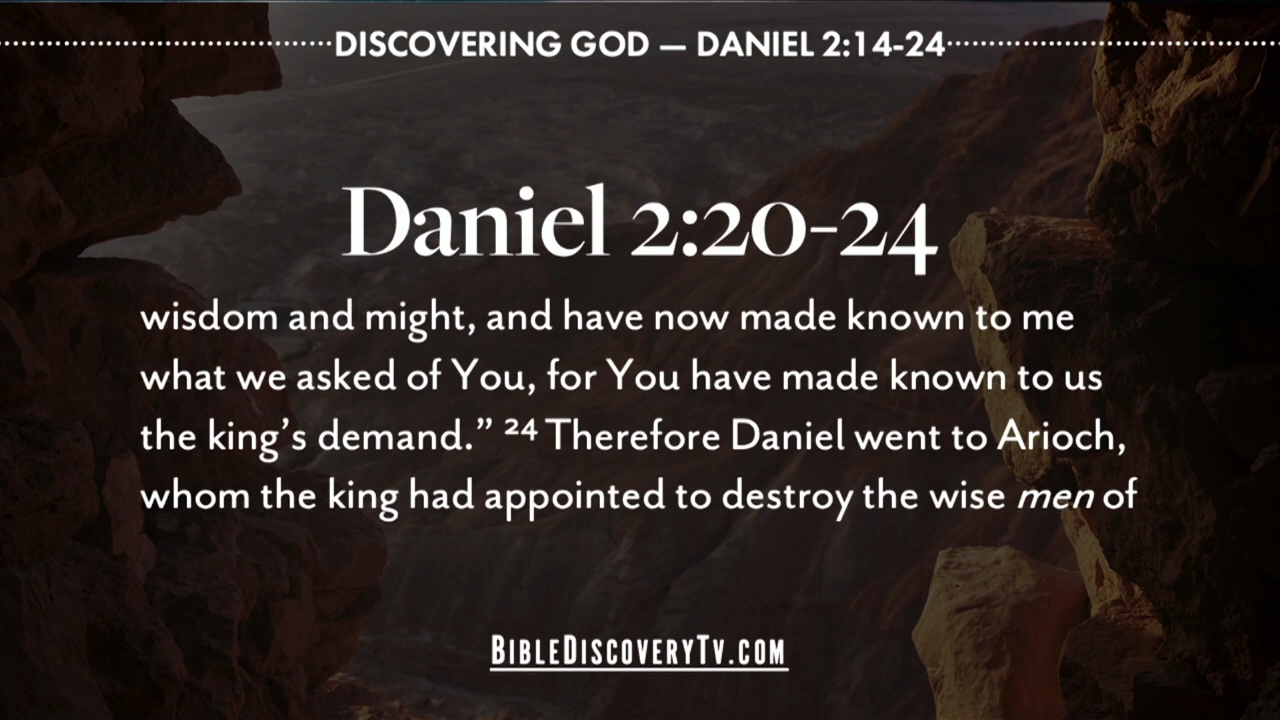 DISCOVERING GOD — DANIEL 2:14-24
Daniel 2:20-24
wisdom and might, and have now made known to me
what we asked of You, for You have made known to us
the king’s demand.” ²⁴ Therefore Daniel went to Arioch,
whom the king had appointed to destroy the wise men of
BIBLEDISCOVERYTV.COM